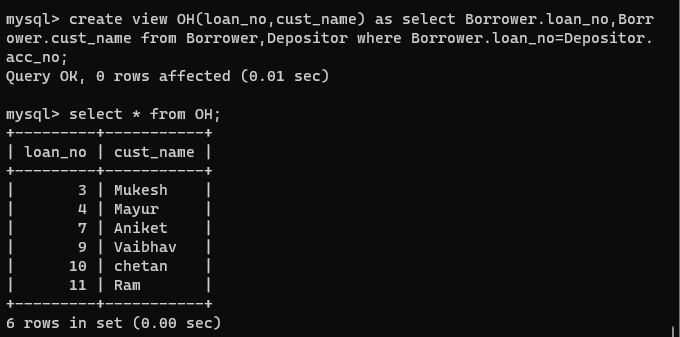 mysql> create view OH(loan_no,cust_name) as select Borrower.loan_no,Borr
ower.cust_name from Borrower,Depositor where Borrower.loan_no=Depositor.
acc_no;
Query OK, 0 rows affected (0.01 sec)
mysql> select * from OH;
+---------+-----------+
| loan_no | cust_name |
+---------+-----------+
|       3 | Mukesh    |
|       4 | Mayur     |
|       7 | Aniket    |
|       9 | Vaibhav   |
|      10 | chetan    |
|      11 | Ram       |
+---------+-----------+
6 rows in set (0.00 sec)